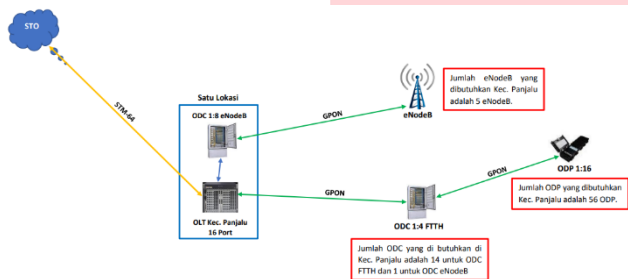 STO
STM-64
Satu Lokasi
ODC 1:8 eNodeB
OLT Kec. Panjalu
16 Port
GPON
eNodeB
Jumlah eNodeB yang
dibutuhkan Kec. Panjalu
adalah 5 eNodeB.
GPON
ODC 1:4 FTTH
GPON
ODP 1:16
Jumlah ODP yang dibutuhkan
Kec. Panjalu adalah 56 ODP.
Jumlah ODC yang di butuhkan di
Kec. Panjalu adalah 14 untuk ODC
FTTH dan 1 untuk ODC eNodeB